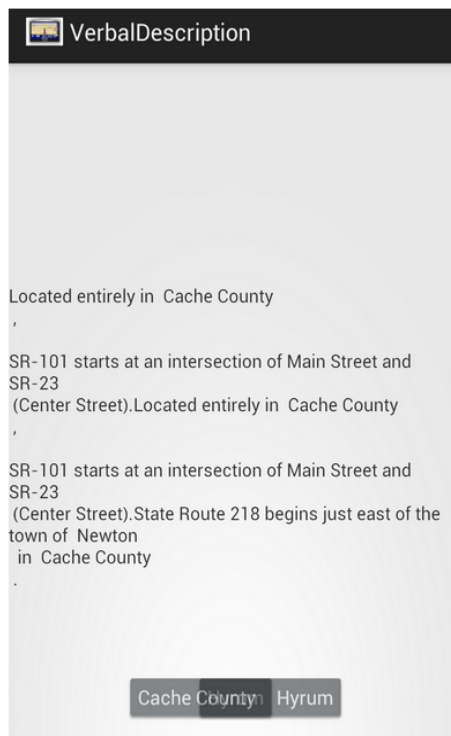 VerbalDescription
Located entirely in Cache County
,
SR-101 starts at an intersection of Main Street and
SR-23
(Center Street).Located entirely in Cache County
,
SR-101 starts at an intersection of Main Street and
SR-23
(Center Street).State Route 218 begins just east of the
town of Newton
in Cache County
.
Cache County Hyrum